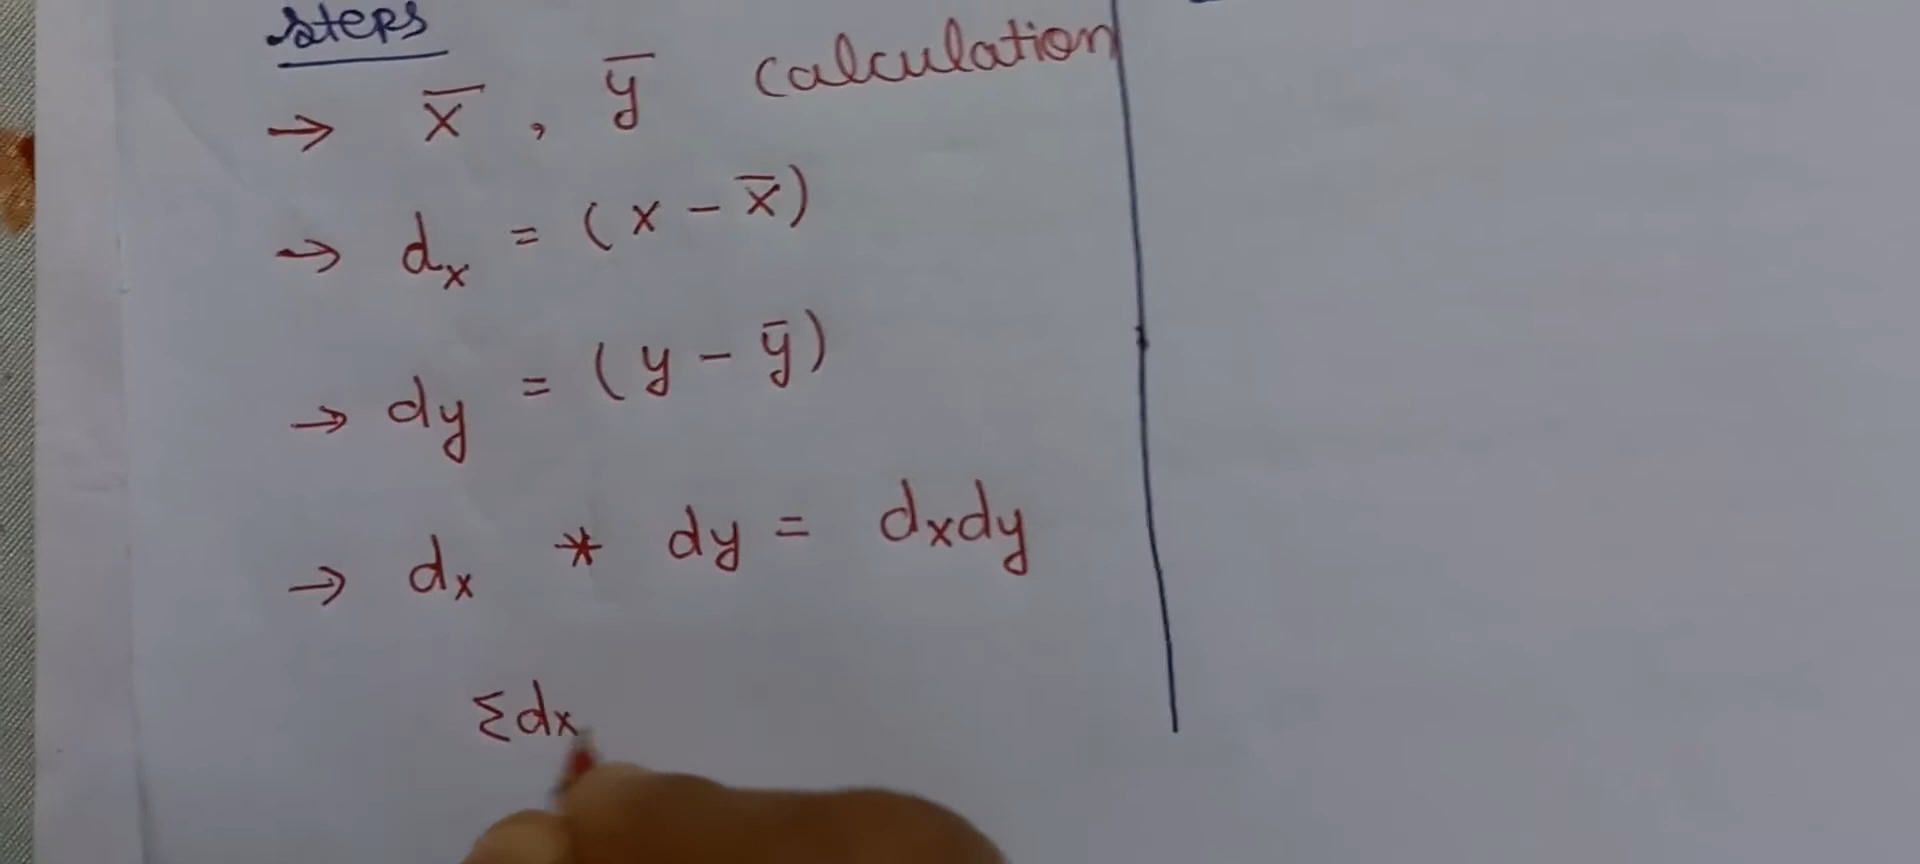 steps
→ x̅ , y̅ calculation
→ dₓ = (x - x̅)
→ dy = (y - y̅)
→ dₓ * dy = dxdy
Σdx